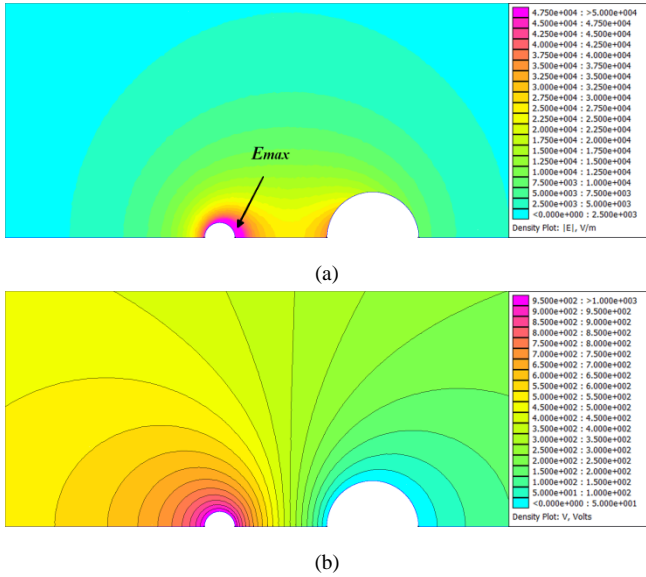 4.750e+004 : >5.000e+004
4.500e+004 : 4.750e+004
4.250e+004 : 4.500e+004
4.000e+004 : 4.250e+004
3.750e+004 : 4.000e+004
3.500e+004 : 3.750e+004
3.250e+004 : 3.500e+004
3.000e+004 : 3.250e+004
2.750e+004 : 3.000e+004
2.500e+004 : 2.750e+004
2.250e+004 : 2.500e+004
2.000e+004 : 2.250e+004
1.750e+004 : 2.000e+004
1.500e+004 : 1.750e+004
1.250e+004 : 1.500e+004
1.000e+004 : 1.250e+004
7.500e+003 : 1.000e+004
5.000e+003 : 7.500e+003
2.500e+003 : 5.000e+003
<0.000e+000 : 2.500e+003
Density Plot: |E|, V/m
Emax
(a)
9.500e+002 : >1.000e+003
9.000e+002 : 9.500e+002
8.500e+002 : 9.000e+002
8.000e+002 : 8.500e+002
7.500e+002 : 8.000e+002
7.000e+002 : 7.500e+002
6.500e+002 : 7.000e+002
6.000e+002 : 6.500e+002
5.500e+002 : 6.000e+002
5.000e+002 : 5.500e+002
4.500e+002 : 5.000e+002
4.000e+002 : 4.500e+002
3.500e+002 : 4.000e+002
3.000e+002 : 3.500e+002
2.500e+002 : 3.000e+002
2.000e+002 : 2.500e+002
1.500e+002 : 2.000e+002
1.000e+002 : 1.500e+002
5.000e+001 : 1.000e+002
<0.000e+000 : 5.000e+001
Density Plot: V, Volts
(b)